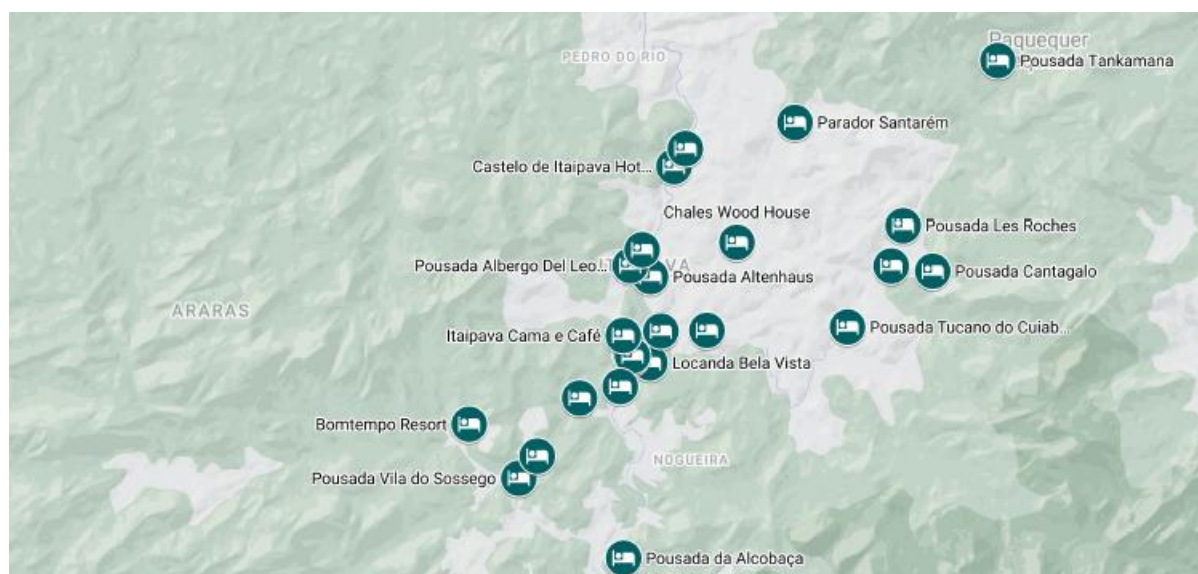 Paquequer
PEDRO DO RIO
Pousada Tankamana
Parador Santarém
Castelo de Itaipava Hot...
Chales Wood House
Pousada Les Roches
Pousada Albergo Del Leo...
Pousada Cantagalo
Pousada Altenhaus
ARARAS
Pousada Tucano do Cuiab...
Itaipava Cama e Café
Locanda Bela Vista
Bomtempo Resort
NOGUEIRA
Pousada Vila do Sossego
Pousada da Alcobaça